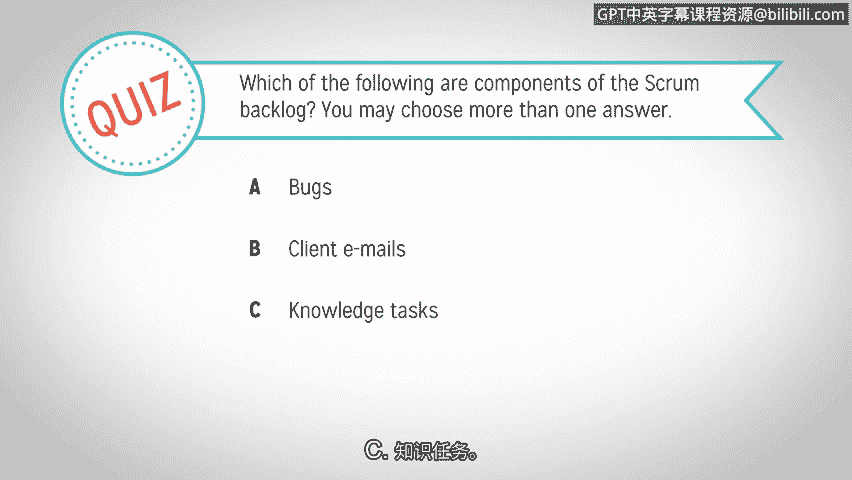 GPT中英字幕课程资源@bilibili.com
QUIZ
Which of the following are components of the Scrum
backlog? You may choose more than one answer.
A Bugs
B Client e-mails
C Knowledge tasks
C. 知识任务。